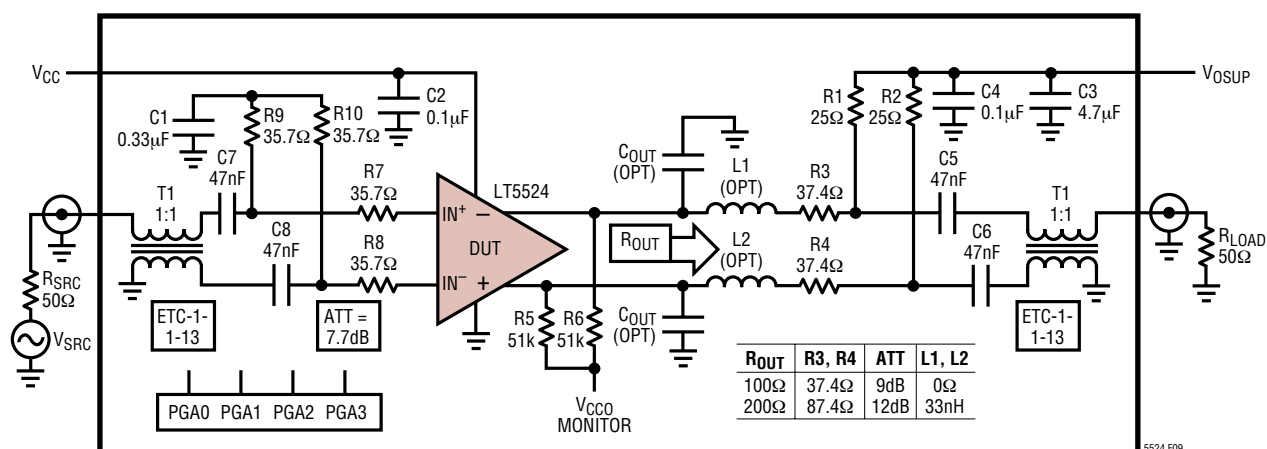 VCC
C1
0.33µF
R9
35.7Ω
R10
35.7Ω
C2
0.1µF
C7
47nF
T1
1:1
C8
47nF
R7
35.7Ω
R8
35.7Ω
LT5524
IN+
−
DUT
IN−
+
RSRC
50Ω
VSRC
ETC-1-
1-13
ATT =
7.7dB
PGA0 PGA1 PGA2 PGA3
R5
51k
R6
51k
VCCO
MONITOR
COUT
(OPT)
L1
(OPT)
ROUT
L2
(OPT)
COUT
(OPT)
R3
37.4Ω
R4
37.4Ω
R1
25Ω
R2
25Ω
C4
0.1µF
C3
4.7µF
VOSUP
C5
47nF
C6
47nF
T1
1:1
RLOAD
50Ω
ETC-1-
1-13
ROUT R3, R4 ATT L1, L2
100Ω 37.4Ω 9dB 0Ω
200Ω 87.4Ω 12dB 33nH
5524 F09